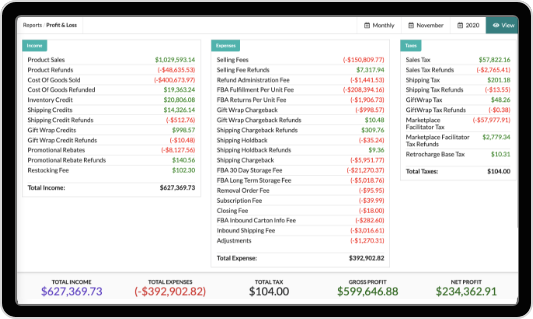 Reports Profit & Loss
Monthly
November
2020
View
Income
Product Sales $1,029,593.14
Product Refunds (-$48,635.53)
Cost Of Goods Sold (-$400,673.97)
Cost Of Goods Refunded $19,363.24
Inventory Credit $20,806.08
Shipping Credits $14,326.14
Shipping Credit Refunds (-$512.76)
Gift Wrap Credits $998.57
Gift Wrap Credit Refunds (-$10.48)
Promotional Rebates (-$8,127.56)
Promotional Rebate Refunds $140.56
Restocking Fee $102.30
Total Income: $627,369.73
Expenses
Selling Fees (-$150,809.77)
Selling Fee Refunds $7,317.94
Refund Administration Fee (-$1,441.53)
FBA Fulfillment Per Unit Fee (-$208,394.16)
FBA Returns Per Unit Fee (-$1,906.73)
Gift Wrap Chargeback (-$998.57)
Gift Wrap Chargeback Refunds $10.48
Shipping Chargeback Refunds $309.76
Shipping Holdback (-$35.24)
Shipping Holdback Refunds $9.36
Shipping Chargeback (-$5,951.77)
FBA 30 Day Storage Fee (-$21,270.37)
FBA Long Term Storage Fee (-$5,018.76)
Removal Order Fee (-$95.95)
Subscription Fee (-$39.99)
Closing Fee (-$18.00)
FBA Inbound Carton Info Fee (-$282.60)
Inbound Shipping Fee (-$3,016.61)
Adjustments (-$1,270.31)
Total Expense: $392,902.82
Taxes
Sales Tax $57,822.16
Sales Tax Refunds (-$2,765.41)
Shipping Tax $201.18
Shipping Tax Refunds (-$13.55)
GiftWrap Tax $48.26
GiftWrap Tax Refunds (-$0.38)
Marketplace (-$57,977.91)
Facilitator Tax
Marketplace Facilitator $2,779.34
Tax Refunds
Retrocharge Base Tax $10.31
Total Taxes: $104.00
TOTAL INCOME
$627,369.73
TOTAL EXPENSES
(-$392,902.82)
TOTAL TAX
$104.00
GROSS PROFIT
$599,646.88
NET PROFIT
$234,362.91